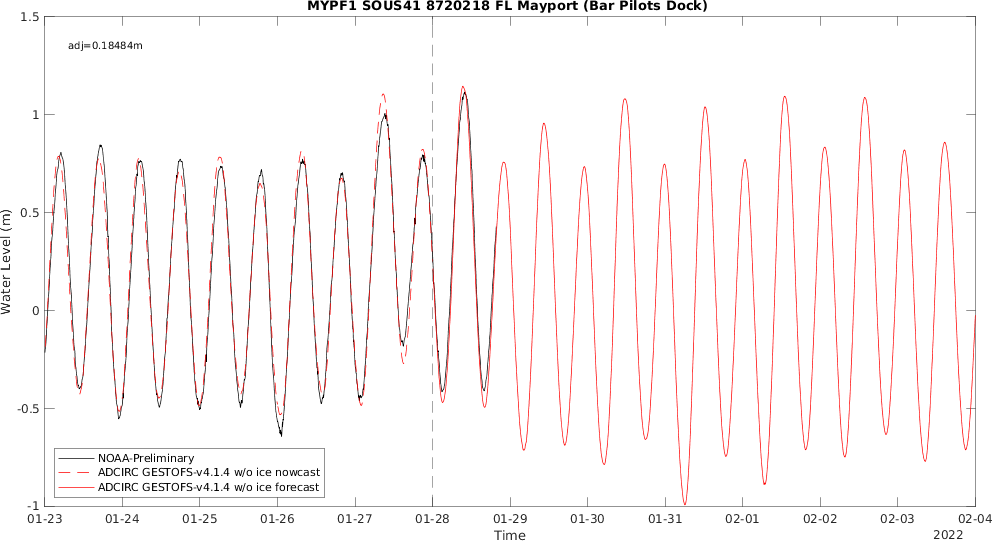 MYPF1 SOUS41 8720218 FL Mayport (Bar Pilots Dock)
adj=0.18484m
1.5
1
0.5
0
-0.5
-1
Water Level (m)
NOAA-Preliminary
ADCIRC GESTOFS-v4.1.4 w/o ice nowcast
ADCIRC GESTOFS-v4.1.4 w/o ice forecast
01-23 01-24 01-25 01-26 01-27 01-28 01-29 01-30 01-31 02-01 02-02 02-03 02-04
Time
2022